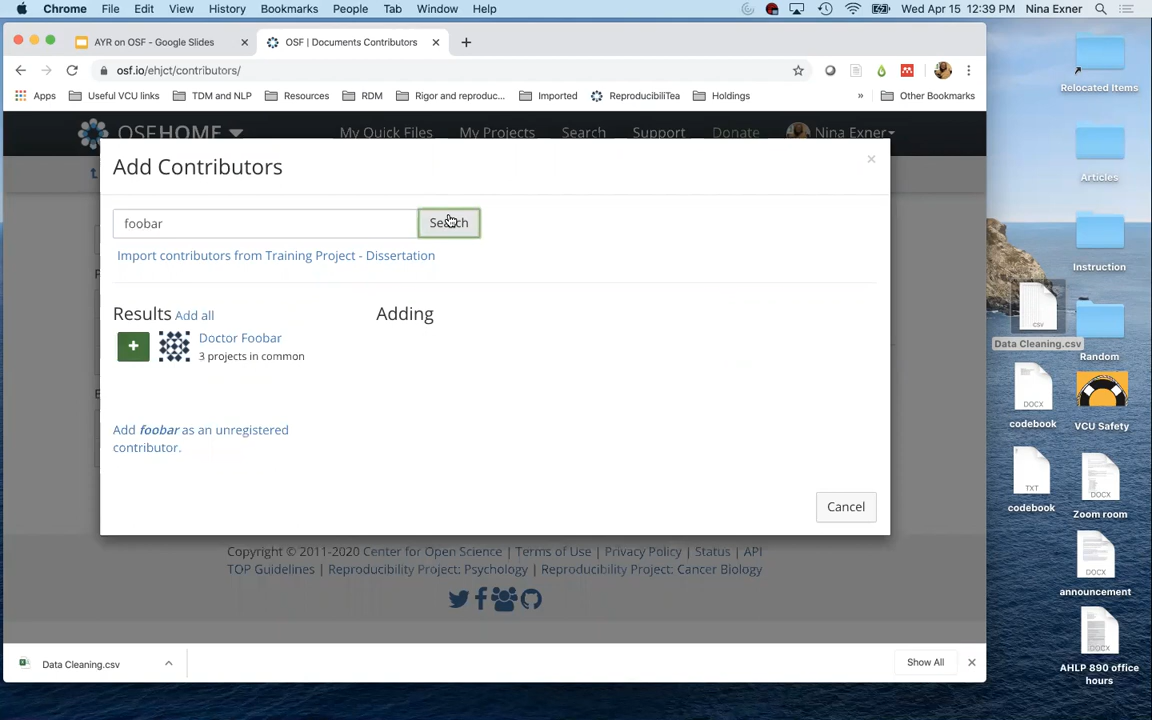 Chrome File Edit View History Bookmarks People Tab Window Help Wed Apr 15 12:39 PM Nina Exner
AYR on OSF - Google Slides OSF | Documents Contributors
osf.io/ehjct/contributors/
Apps Useful VCU links TDM and NLP Resources RDM Rigor and reproduc... Imported ReproducibiliTea Holdings » Other Bookmarks
OSFHOME My Quick Files My Projects Search Support Donate Nina Exner
Add Contributors
×
foobar
Search
Import contributors from Training Project - Dissertation
Results Add all
Adding
+
Doctor Foobar
3 projects in common
Add foobar as an unregistered
contributor.
Cancel
Copyright © 2011-2020 Center for Open Science | Terms of Use | Privacy Policy | Status | API
TOP Guidelines | Reproducibility Project: Psychology | Reproducibility Project: Cancer Biology
Data Cleaning.csv
Show All
Relocated Items
Articles
Instruction
CSV
Data Cleaning.csv
Random
DOCX
codebook
VCU Safety
TXT
codebook
DOCX
Zoom room
DOCX
announcement
DOCX
AHLP 890 office
hours